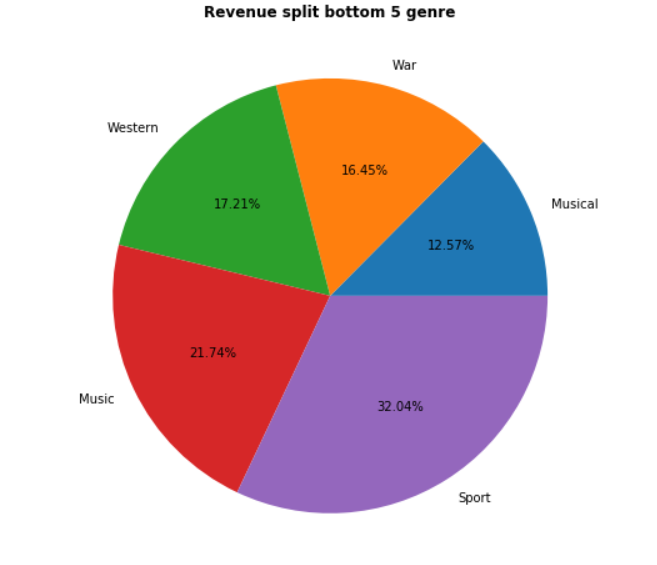 Revenue split bottom 5 genre
War
Western
16.45%
17.21%
Musical
12.57%
21.74%
Music
32.04%
Sport